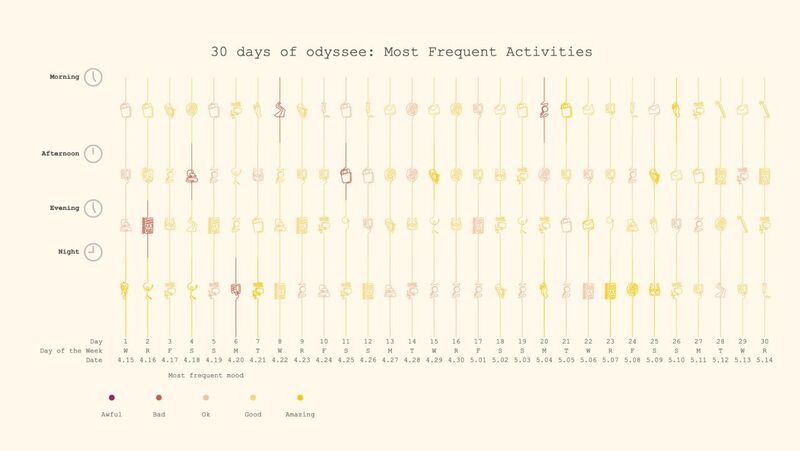 30 days of odyssee: Most Frequent Activities
Morning
Afternoon
Evening
Night
Day 1 2 3 4 5 6 7 8 9 10 11 12 13 14 15 16 17 18 19 20 21 22 23 24 25 26 27 28 29 30
Day of the Week W R F S S M T W R F S S M T W R F S S M T W R F S S M T W R
Date 4.15 4.16 4.17 4.18 4.19 4.20 4.21 4.22 4.23 4.24 4.25 4.26 4.27 4.28 4.29 4.30 5.01 5.02 5.03 5.04 5.05 5.06 5.07 5.08 5.09 5.10 5.11 5.12 5.13 5.14
Most frequent mood
Awful Bad Ok Good Amazing